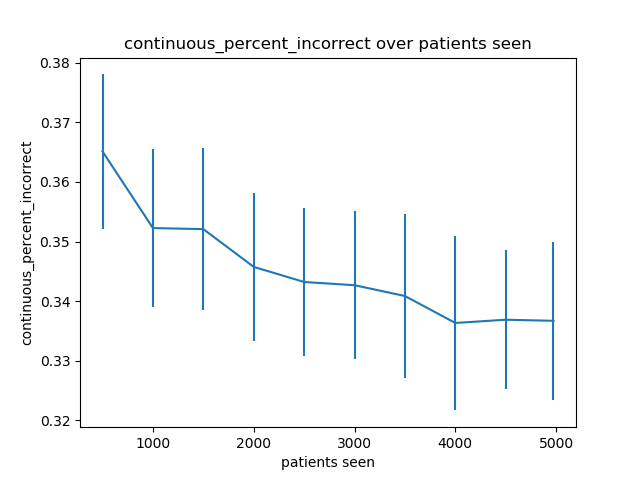 continuous_percent_incorrect over patients seen
continuous_percent_incorrect
0.38
0.37
0.36
0.35
0.34
0.33
0.32
1000 2000 3000 4000 5000
patients seen